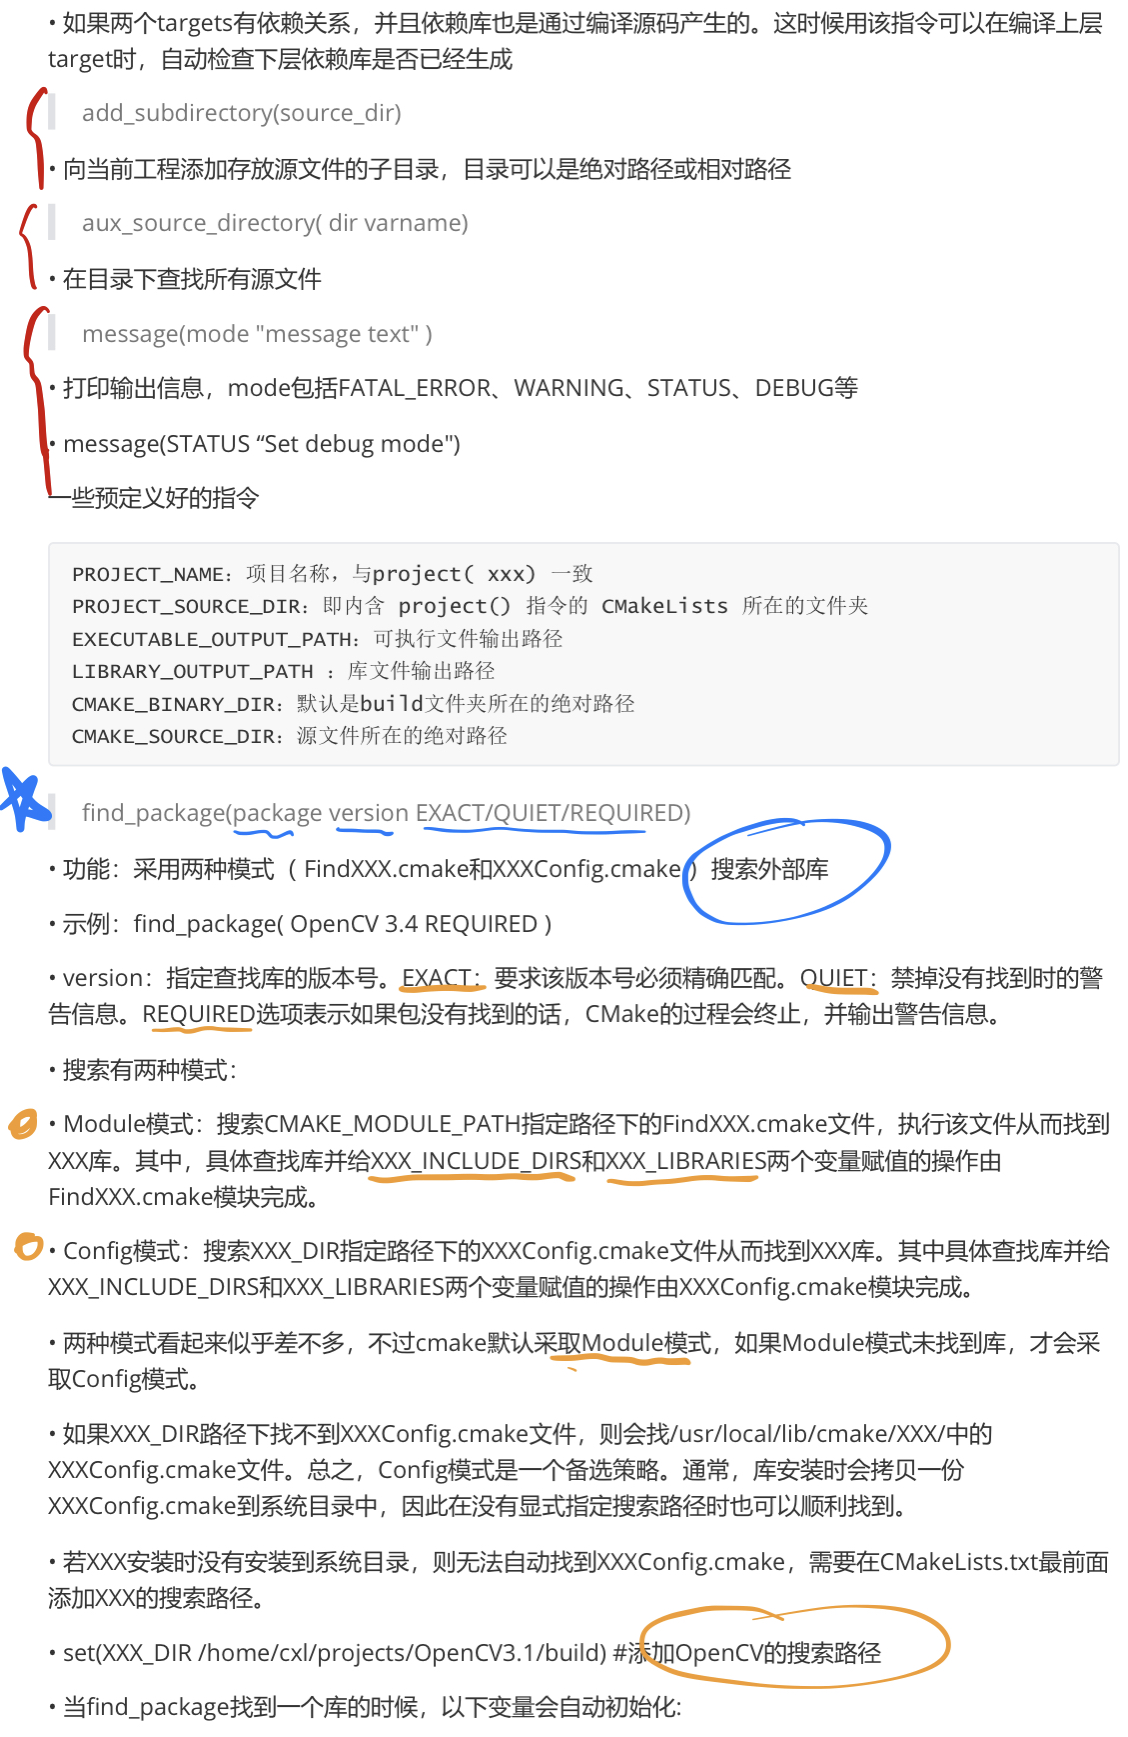 • 如果两个targets有依赖关系，并且依赖库也是通过编译源码产生的。这时候用该指令可以在编译上层
target时，自动检查下层依赖库是否已经生成
add_subdirectory(source_dir)
• 向当前工程添加存放源文件的子目录，目录可以是绝对路径或相对路径
aux_source_directory( dir varname)
• 在目录下查找所有源文件
message(mode "message text" )
• 打印输出信息，mode包括FATAL_ERROR、WARNING、STATUS、DEBUG等
• message(STATUS “Set debug mode")
一些预定义好的指令
PROJECT_NAME：项目名称，与project( xxx) 一致
PROJECT_SOURCE_DIR：即内含 project() 指令的 CMakeLists 所在的文件夹
EXECUTABLE_OUTPUT_PATH：可执行文件输出路径
LIBRARY_OUTPUT_PATH ：库文件输出路径
CMAKE_BINARY_DIR：默认是build文件夹所在的绝对路径
CMAKE_SOURCE_DIR：源文件所在的绝对路径
find_package(package version EXACT/QUIET/REQUIRED)
• 功能：采用两种模式（ FindXXX.cmake和XXXConfig.cmake ）搜索外部库
• 示例：find_package( OpenCV 3.4 REQUIRED )
• version：指定查找库的版本号。EXACT：要求该版本号必须精确匹配。QUIET：禁掉没有找到时的警
告信息。REQUIRED选项表示如果包没有找到的话，CMake的过程会终止，并输出警告信息。
• 搜索有两种模式：
• Module模式：搜索CMAKE_MODULE_PATH指定路径下的FindXXX.cmake文件，执行该文件从而找到
XXX库。其中，具体查找库并给XXX_INCLUDE_DIRS和XXX_LIBRARIES两个变量赋值的操作由
FindXXX.cmake模块完成。
• Config模式：搜索XXX_DIR指定路径下的XXXConfig.cmake文件从而找到XXX库。其中具体查找库并给
XXX_INCLUDE_DIRS和XXX_LIBRARIES两个变量赋值的操作由XXXConfig.cmake模块完成。
• 两种模式看起来似乎差不多，不过cmake默认采取Module模式，如果Module模式未找到库，才会采
取Config模式。
• 如果XXX_DIR路径下找不到XXXConfig.cmake文件，则会找/usr/local/lib/cmake/XXX/中的
XXXConfig.cmake文件。总之，Config模式是一个备选策略。通常，库安装时会拷贝一份
XXXConfig.cmake到系统目录中，因此在没有显式指定搜索路径时也可以顺利找到。
• 若XXX安装时没有安装到系统目录，则无法自动找到XXXConfig.cmake，需要在CMakeLists.txt最前面
添加XXX的搜索路径。
• set(XXX_DIR /home/cxl/projects/OpenCV3.1/build) #添加OpenCV的搜索路径
• 当find_package找到一个库的时候，以下变量会自动初始化: